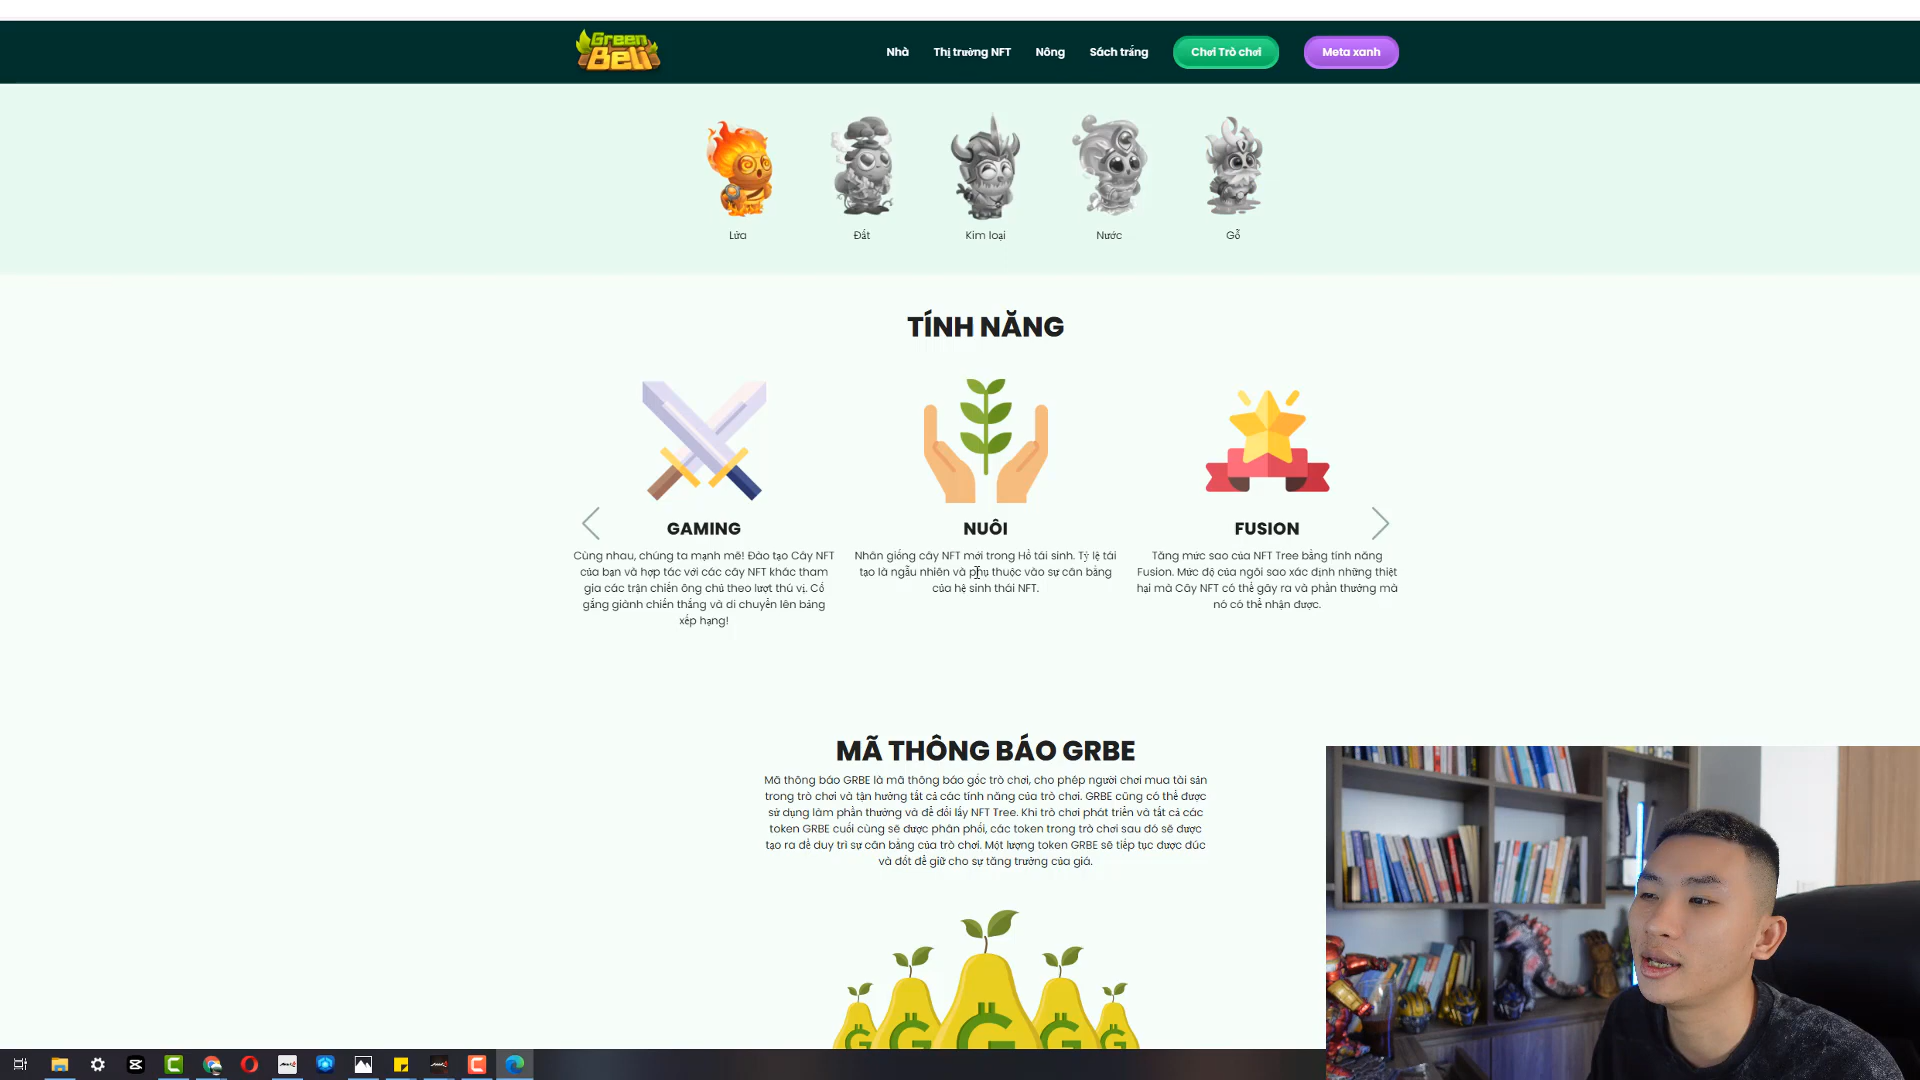 Green
Beli
Nhà
Thị trường NFT
Nông
Sách trắng
Chơi Trò chơi
Meta xanh
Lửa
Đất
Kim loại
Nước
Gỗ
TÍNH NĂNG
GAMING
Cùng nhau, chúng ta mạnh mẽ! Đào tạo Cây NFT
của bạn và hợp tác với các cây NFT khác tham
gia các trận chiến ông chủ theo lượt thú vị. Cố
gắng giành chiến thắng và di chuyển lên bảng
xếp hạng!
NUÔI
Nhân giống cây NFT mới trong Hồ tái sinh. Tỷ lệ tái
tạo là ngẫu nhiên và phụ thuộc vào sự cân bằng
của hệ sinh thái NFT.
FUSION
Tăng mức sao của NFT Tree bằng tính năng
Fusion. Mức độ của ngôi sao xác định những thiệt
hại mà Cây NFT có thể gây ra và phần thưởng mà
nó có thể nhận được.
MÃ THÔNG BÁO GRBE
Mã thông báo GRBE là mã thông báo gốc trò chơi, cho phép người chơi mua tài sản
trong trò chơi và tận hưởng tất cả các tính năng của trò chơi. GRBE cũng có thể được
sử dụng làm phần thưởng và để đổi lấy NFT Tree. Khi trò chơi phát triển và tất cả các
token GRBE cuối cùng sẽ được phân phối, các token trong trò chơi sau đó sẽ được
tạo ra để duy trì sự cân bằng của trò chơi. Một lượng token GRBE sẽ tiếp tục được đúc
và đốt để giữ cho sự tăng trưởng của giá.